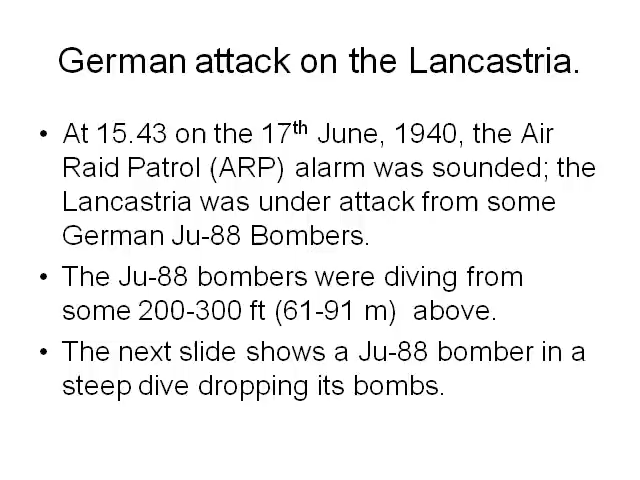 German attack on the Lancastria.
• At 15.43 on the 17th June, 1940, the Air
Raid Patrol (ARP) alarm was sounded; the
Lancastria was under attack from some
German Ju-88 Bombers.
• The Ju-88 bombers were diving from
some 200-300 ft (61-91 m)  above.
• The next slide shows a Ju-88 bomber in a
steep dive dropping its bombs.